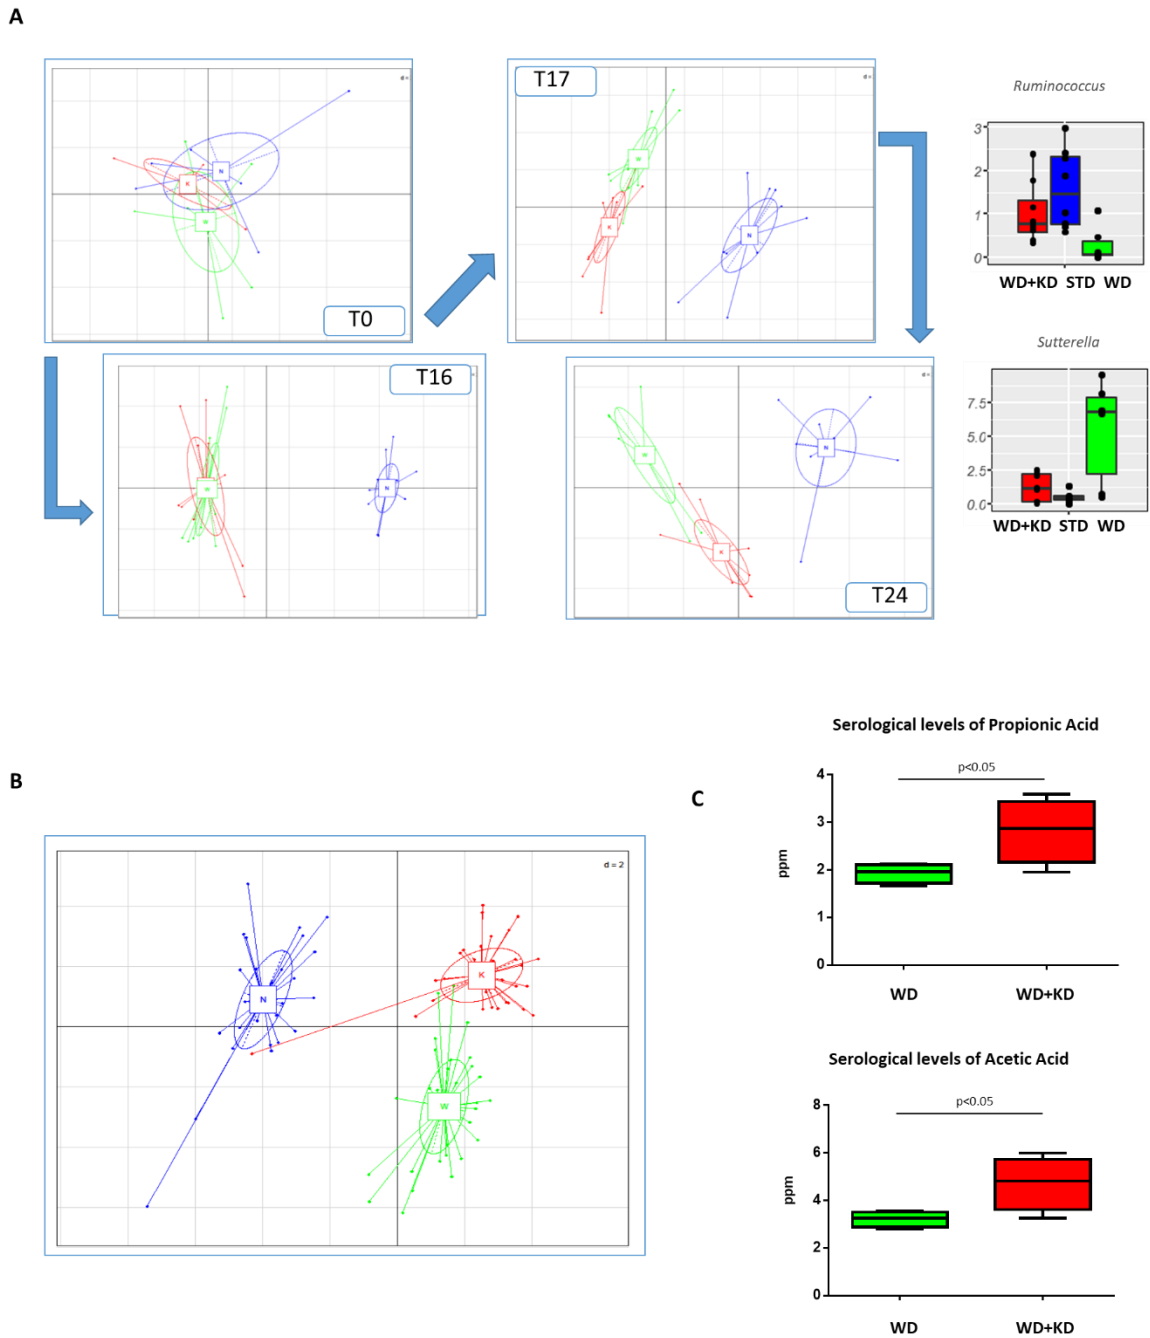 A
T0
d =
K
N
W
T17
d =
W
K
N
Ruminococcus
3
2
1
0
WD+KD STD WD
T16
=
W
N
T24
d =
W
K
N
Sutterella
7.5
5.0
2.5
0.0
WD+KD STD WD
B
d = 2
N
K
W
C
Serological levels of Propionic Acid
p<0.05
4
3
2
1
0
ppm
WD WD+KD
Serological levels of Acetic Acid
p<0.05
8
6
4
2
0
ppm
WD WD+KD